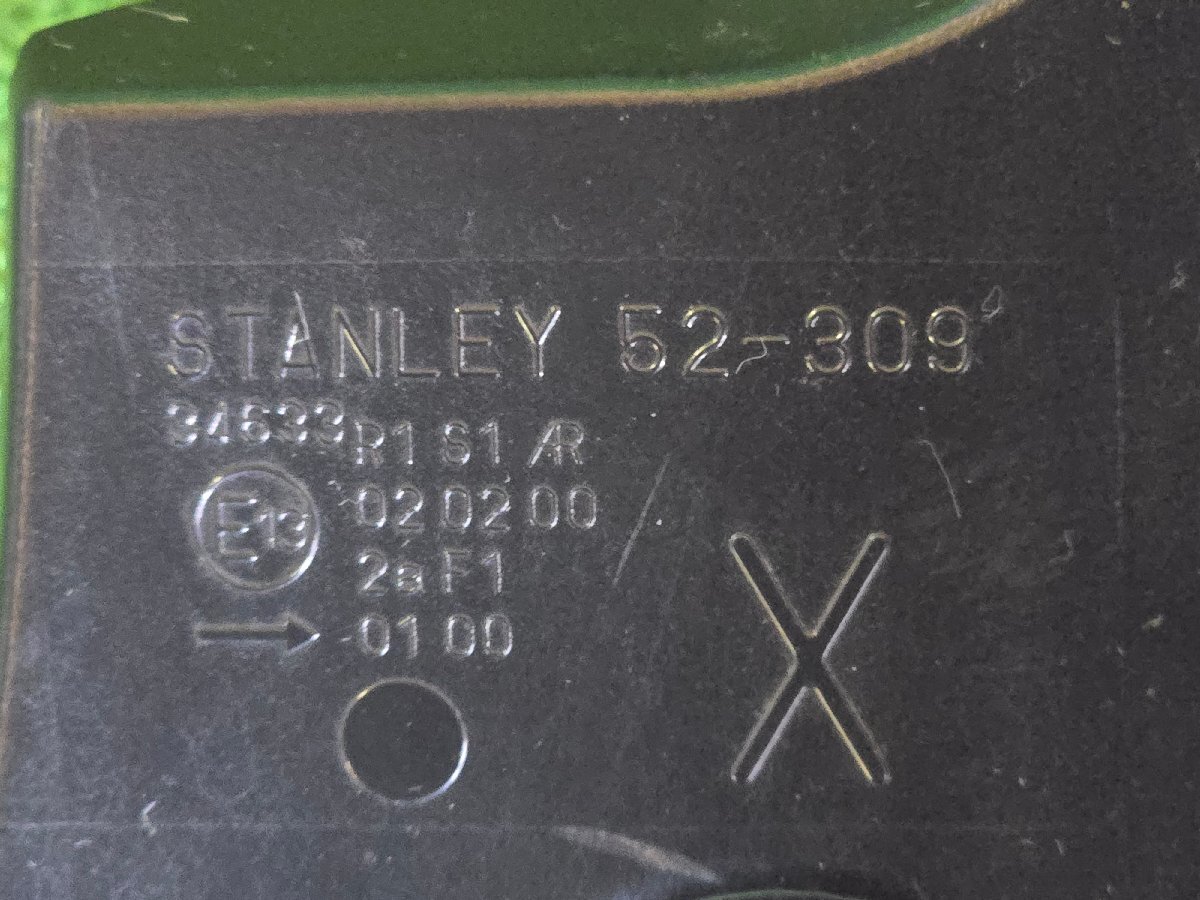 STANLEY 52-309
34633 R1 S1 AR
E13 02 02 00
2a F1
→ 01 00
X